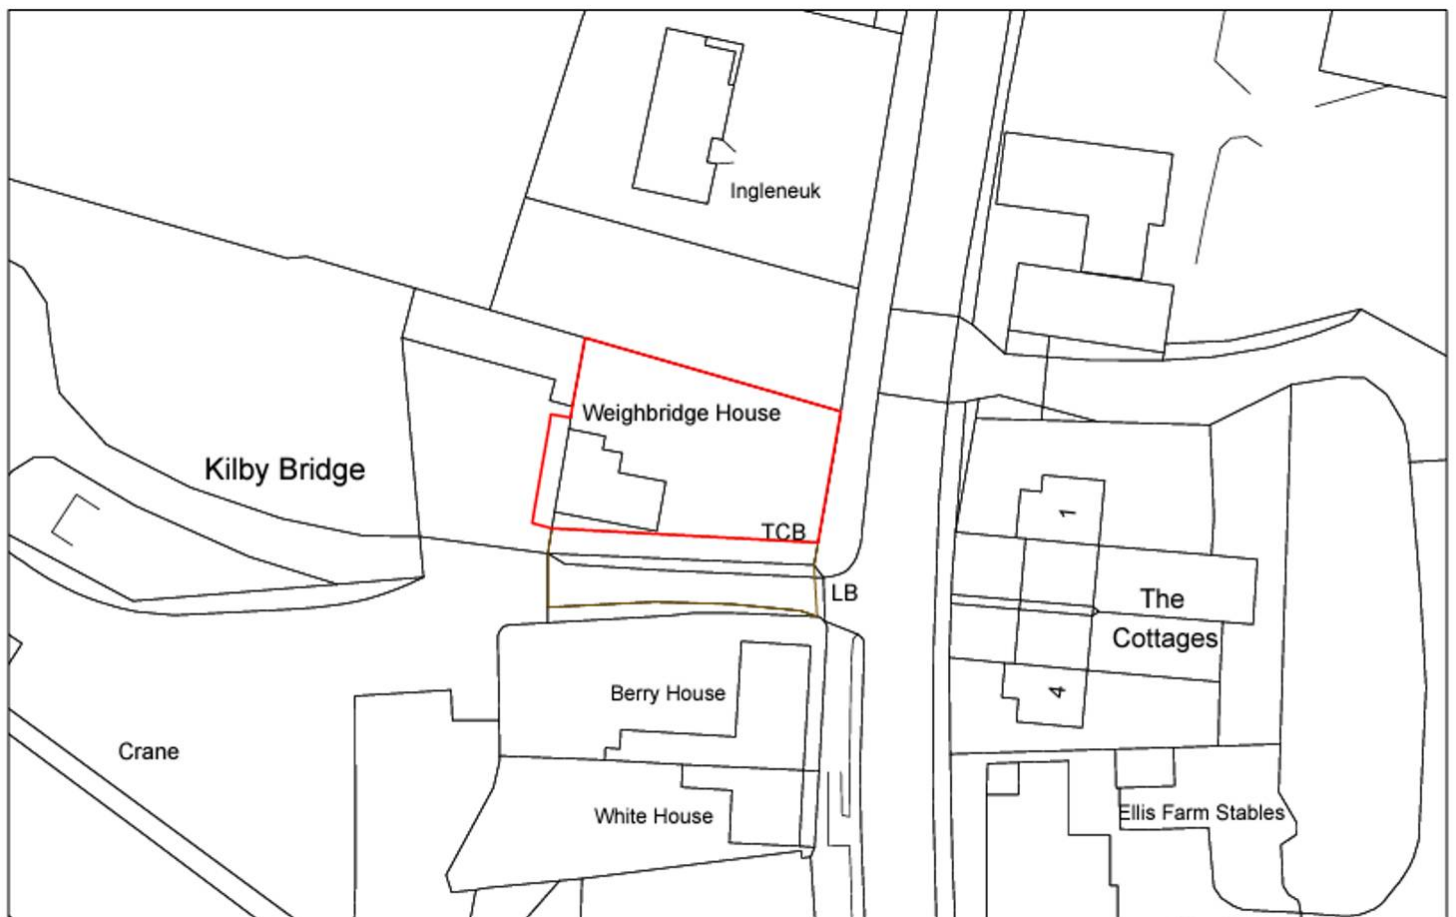 Ingleneuk
Weighbridge House
Kilby Bridge
1
TCB
LB
The
Cottages
Berry House
4
Crane
White House
Ellis Farm Stables